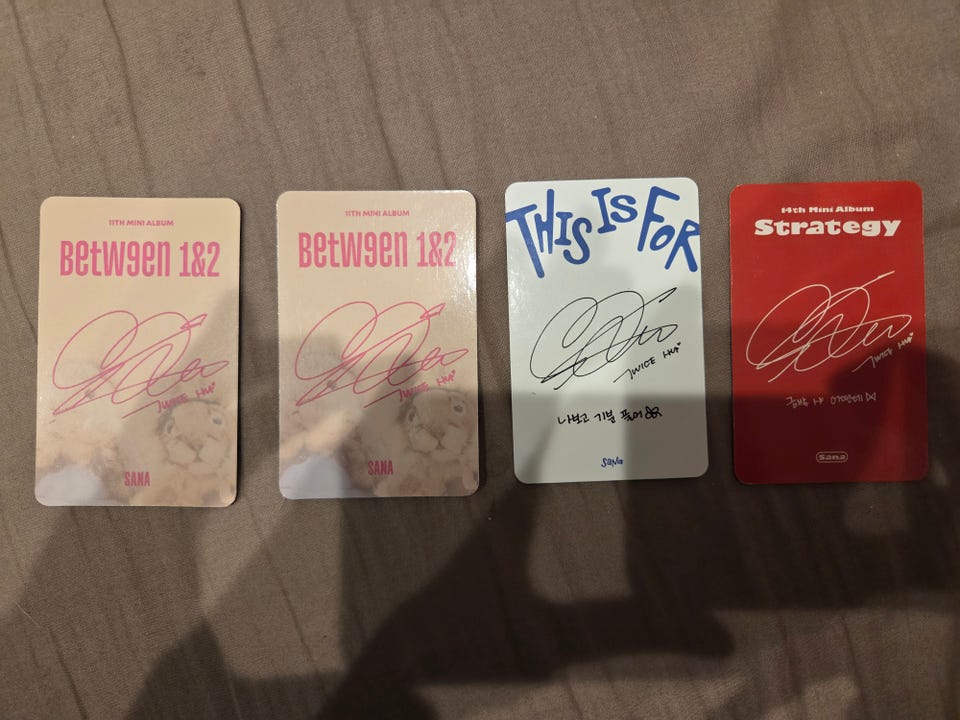 11TH MINI ALBUM
BETW9EN 1&2
TWICE
SANA
11TH MINI ALBUM
BETW9EN 1&2
TWICE
SANA
THIS IS FOR
TWICE
나보고 기분 풀어
SANA
14th Mini Album
Strategy
TWICE
Sana